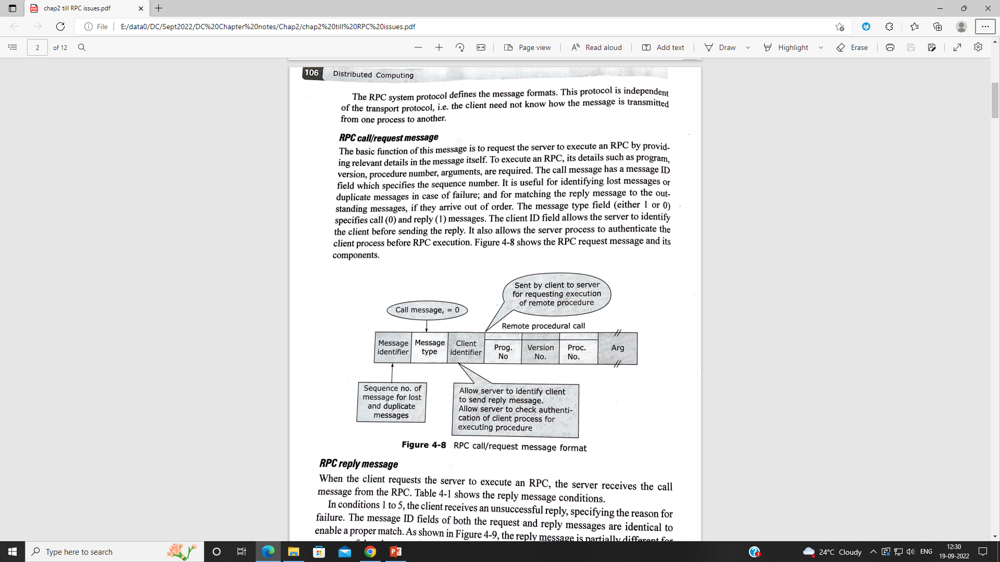 chap2 till RPC issues.pdf
File
E:/data0/DC/Sept2022/DC%20Chapter%20notes/Chap2/chap2%20till%20RPC%20issues.pdf
2
of 12
Page view
Read aloud
Add text
Draw
Highlight
Erase
106
Distributed Computing
The RPC system protocol defines the message formats. This protocol is independent
of the transport protocol, i.e. the client need not know how the message is transmitted
from one process to another.
RPC call/request message
The basic function of this message is to request the server to execute an RPC by provid-
ing relevant details in the message itself. To execute an RPC, its details such as program,
version, procedure number, arguments, are required. The call message has a message ID
field which specifies the sequence number. It is useful for identifying lost messages or
duplicate messages in case of failure; and for matching the reply message to the out-
standing messages, if they arrive out of order. The message type field (either 1 or 0)
specifies call (0) and reply (1) messages. The client ID field allows the server to identify
the client before sending the reply. It also allows the server process to authenticate the
client process before RPC execution. Figure 4-8 shows the RPC request message and its
components.
Sent by client to server
for requesting execution
of remote procedure
Call message, = 0
Remote procedural call
Message
identifier
Message
type
Client
identifier
Prog.
No
Version
No.
Proc.
No.
Arg
Sequence no. of
message for lost
and duplicate
messages
Allow server to identify client
to send reply message.
Allow server to check authenti-
cation of client process for
executing procedure
Figure 4-8 RPC call/request message format
RPC reply message
When the client requests the server to execute an RPC, the server receives the call
message from the RPC. Table 4-1 shows the reply message conditions.
In conditions 1 to 5, the client receives an unsuccessful reply, specifying the reason for
failure. The message ID fields of both the request and reply messages are identical to
enable a proper match. As shown in Figure 4-9, the reply message is partially different for
Type here to search
24°C Cloudy
ENG
12:30
19-09-2022